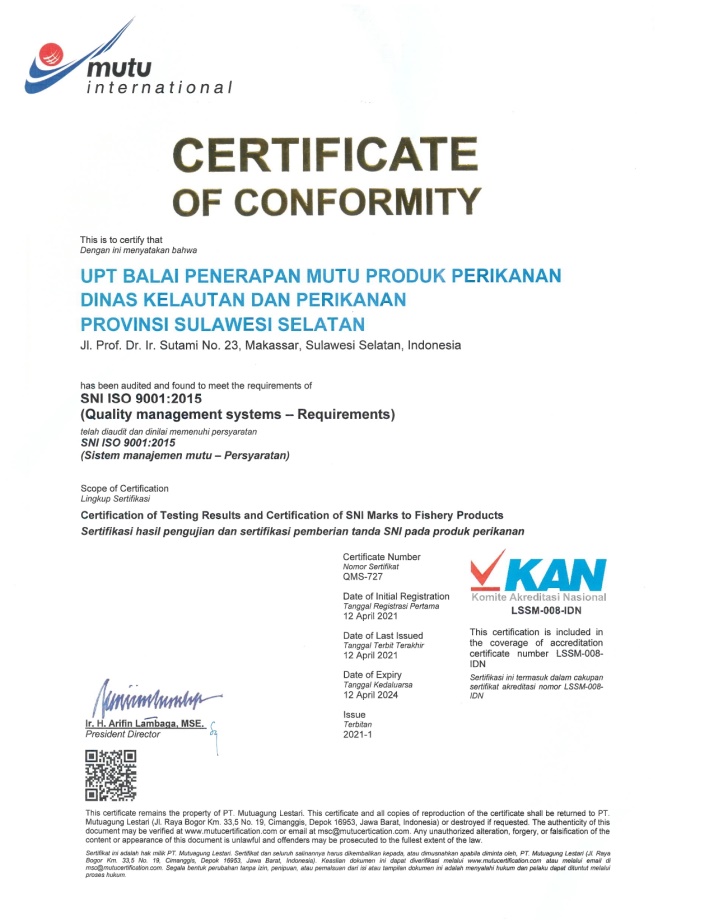 mutu
international
CERTIFICATE
OF CONFORMITY
This is to certify that
Dengan ini menyatakan bahwa
UPT BALAI PENERAPAN MUTU PRODUK PERIKANAN
DINAS KELAUTAN DAN PERIKANAN
PROVINSI SULAWESI SELATAN
Jl. Prof. Dr. Ir. Sutami No. 23, Makassar, Sulawesi Selatan, Indonesia
has been audited and found to meet the requirements of
SNI ISO 9001:2015
(Quality management systems – Requirements)
telah diaudit dan dinilai memenuhi persyaratan
SNI ISO 9001:2015
(Sistem manajemen mutu – Persyaratan)
Scope of Certification
Lingkup Sertifikasi
Certification of Testing Results and Certification of SNI Marks to Fishery Products
Sertifikasi hasil pengujian dan sertifikasi pemberian tanda SNI pada produk perikanan
Certificate Number
Nomor Sertifikat
QMS-727
Date of Initial Registration
Tanggal Registrasi Pertama
12 April 2021
Date of Last Issued
Tanggal Terbit Terakhir
12 April 2021
Date of Expiry
Tanggal Kedaluarsa
12 April 2024
Issue
Terbitan
2021-1
KAN
Komite Akreditasi Nasional
LSSM-008-IDN
This certification is included in
the coverage of accreditation
certificate number LSSM-008-
IDN
Sertifikasi ini termasuk dalam cakupan
sertifikat akreditasi nomor LSSM-008-
IDN
Ir. H. Arifin Lambaga, MSE.
President Director
This certificate remains the property of PT. Mutuagung Lestari. This certificate and all copies of reproduction of the certificate shall be returned to PT.
Mutuagung Lestari (Jl. Raya Bogor Km. 33,5 No. 19, Cimanggis, Depok 16953, Jawa Barat, Indonesia) or destroyed if requested. The authenticity of this
document may be verified at www.mutucertification.com or email at msc@mutucertication.com. Any unauthorized alteration, forgery, or falsification of the
content or appearance of this document is unlawful and offenders may be prosecuted to the fullest extent of the law.
Sertifikat ini adalah hak milik PT. Mutuagung Lestari. Sertifikat dan seluruh salinannya harus dikembalikan kepada, atau dimusnahkan apabila diminta oleh, PT. Mutuagung Lestari (Jl. Raya
Bogor Km. 33,5 No. 19, Cimanggis, Depok 16953, Jawa Barat, Indonesia). Keaslian dokumen ini dapat diverifikasi melalui www.mutucertification.com atau melalui email di
msc@mutucertification.com. Segala bentuk perubahan tanpa izin, penipuan, atau pemalsuan dari isi atau tampilan dokumen ini adalah menyalahi hukum dan pelaku dapat dituntut melalui
proses hukum.